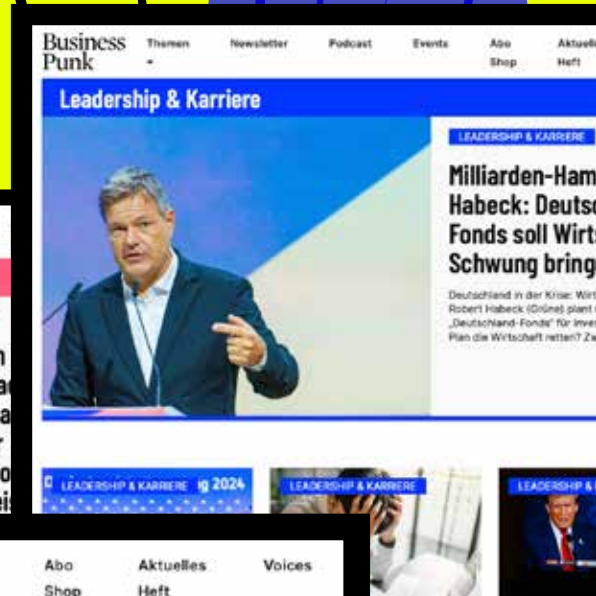 Business
Punk
Themen
Newsletter
Podcast
Events
Abo
Shop
Aktuell
Heft
Leadership & Karriere
LEADERSHIP & KARRIERE
Milliarden-Ham
Habeck: Deutsc
Fonds soll Wirts
Schwung bring
Deutschland in der Krise: Wirt
Robert Habeck (Grüne) plant
„Deutschland-Fonds" für Inves
Plan die Wirtschaft retten? Zw
LEADERSHIP & KARRIERE
g 2024
LEADERSHIP & KARRIERE
LEADERSHIP &
Abo
Shop
Aktuelles
Heft
Voices